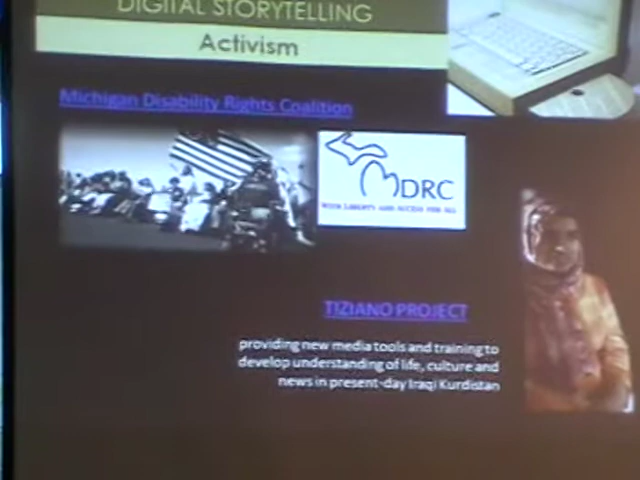 DIGITAL STORYTELLING
Activism
Michigan Disability Rights Coalition
MDRC
WITH LIBERTY AND ACCESS FOR ALL
TIZIANO PROJECT
providing new media tools and training to
develop understanding of life, culture and
news in present-day Iraqi Kurdistan